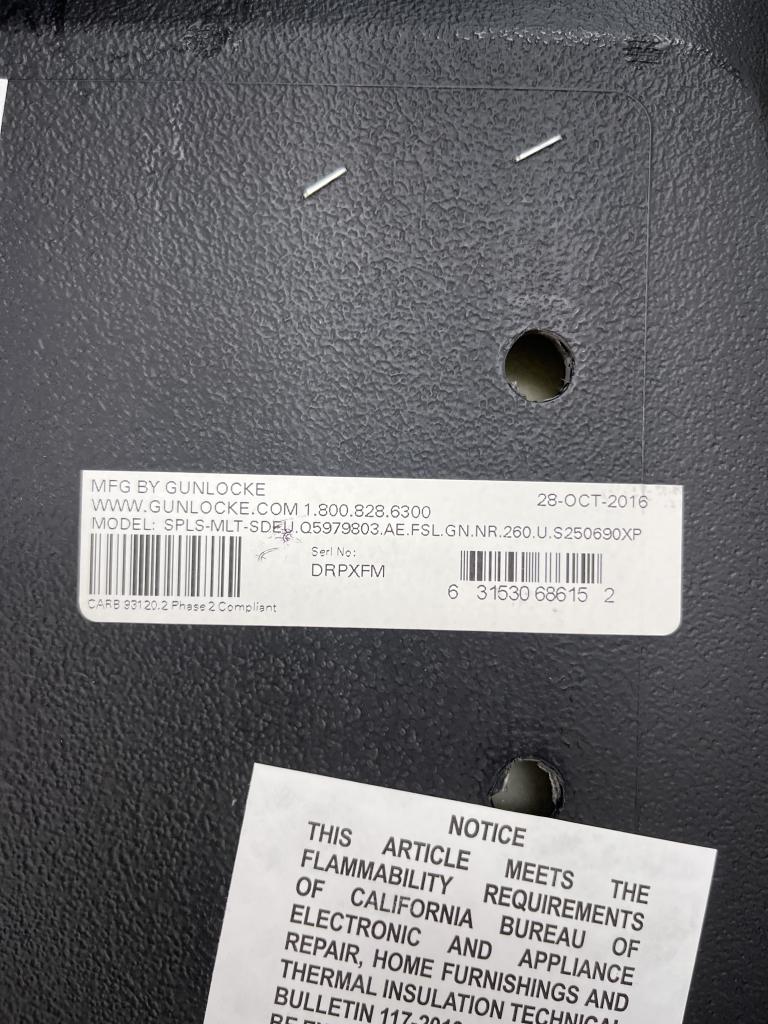 MFG BY GUNLOCKE
WWW.GUNLOCKE.COM 1.800.828.6300
28-OCT-2016
MODEL: SPLS-MLT-SDEU.Q5979803.AE.FSL.GN.NR.260.U.S250690XP
Serl No:
DRPXFM
6 31530 68615 2
CARB 93120.2 Phase 2 Compliant
NOTICE
THIS ARTICLE MEETS THE
FLAMMABILITY REQUIREMENTS
OF CALIFORNIA BUREAU OF
ELECTRONIC AND APPLIANCE
REPAIR, HOME FURNISHINGS AND
THERMAL INSULATION TECHNICAL
BULLETIN